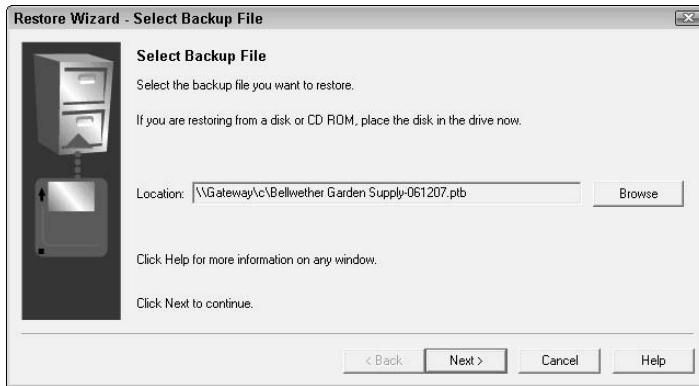 Restore Wizard - Select Backup File
Select Backup File
Select the backup file you want to restore.
If you are restoring from a disk or CD ROM, place the disk in the drive now.
Location: \\Gateway\c\Bellwether Garden Supply-061207.ptb Browse
Click Help for more information on any window.
Click Next to continue.
< Back Next > Cancel Help